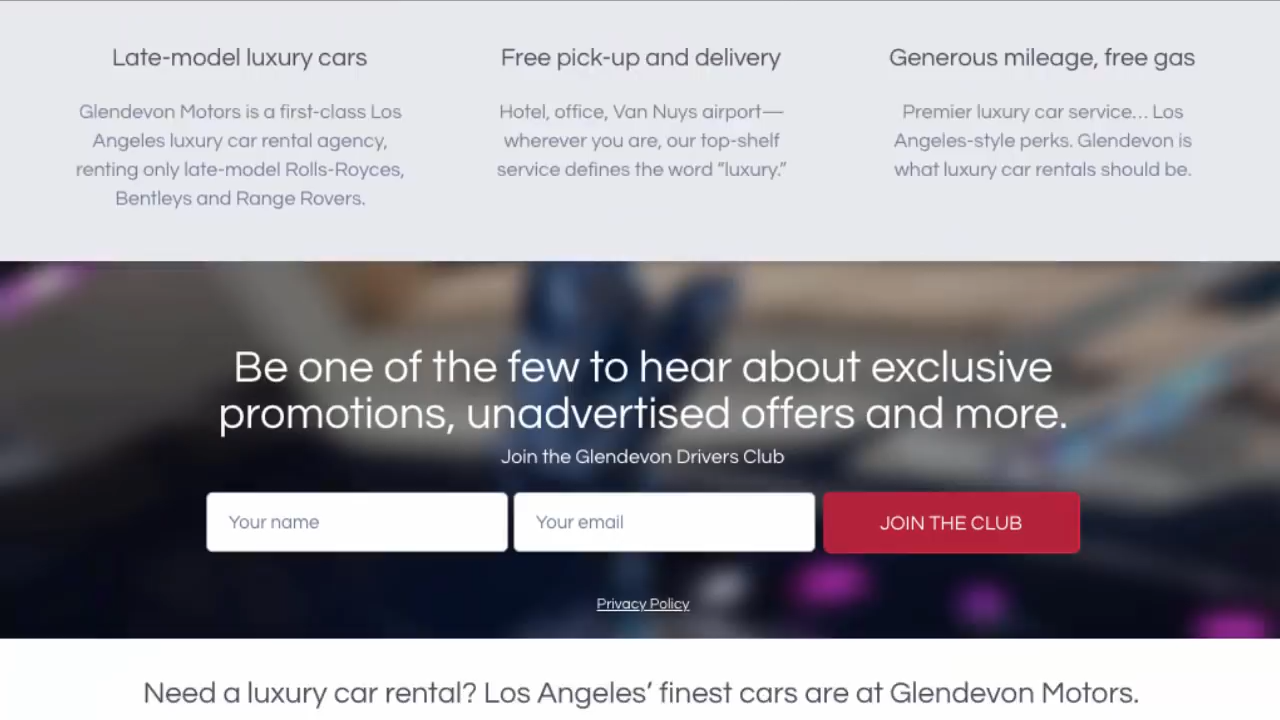 Late-model luxury cars
Glendevon Motors is a first-class Los
Angeles luxury car rental agency,
renting only late-model Rolls-Royces,
Bentleys and Range Rovers.
Free pick-up and delivery
Hotel, office, Van Nuys airport—
wherever you are, our top-shelf
service defines the word “luxury.”
Generous mileage, free gas
Premier luxury car service… Los
Angeles-style perks. Glendevon is
what luxury car rentals should be.
Be one of the few to hear about exclusive
promotions, unadvertised offers and more.
Join the Glendevon Drivers Club
Your name
Your email
JOIN THE CLUB
Privacy Policy
Need a luxury car rental? Los Angeles’ finest cars are at Glendevon Motors.